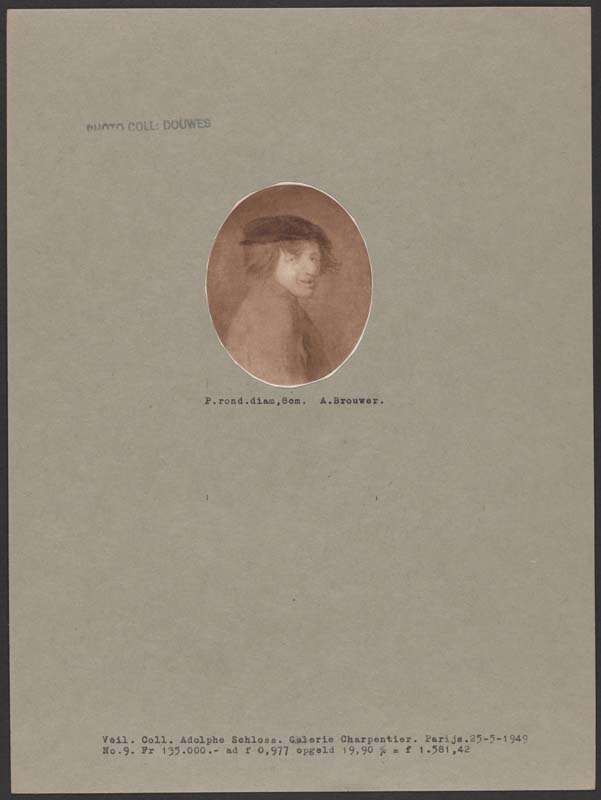 PHOTO COLL: DOUWES
P.rond.diam,8cm. A.Brouwer.
Veil. Coll. Adolphe Schloss. Galerie Charpentier. Parijs.25-5-1949
No.9. Fr 135.000.- ad f 0,977 opgeld 19,90 % = f 1.581,42